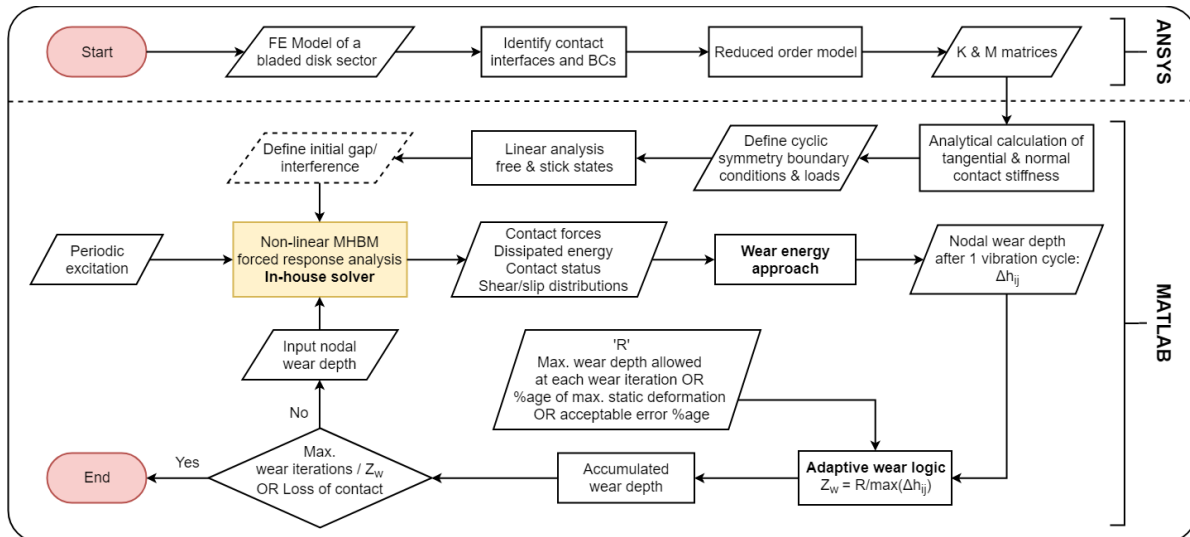 Start
FE Model of a
bladed disk sector
Identify contact
interfaces and BCs
Reduced order model
K & M matrices
ANSYS
Define initial gap/
interference
Linear analysis
free & stick states
Define cyclic
symmetry boundary
conditions & loads
Analytical calculation of
tangential & normal
contact stiffness
Periodic
excitation
Non-linear MHBM
forced response analysis
In-house solver
Contact forces
Dissipated energy
Contact status
Shear/slip distributions
Wear energy
approach
Nodal wear depth
after 1 vibration cycle:
Δh_ij
MATLAB
Input nodal
wear depth
'R'
Max. wear depth allowed
at each wear iteration OR
%age of max. static deformation
OR acceptable error %age
No
Yes
End
Max.
wear iterations / Z_w
OR Loss of contact
Accumulated
wear depth
Adaptive wear logic
Z_w = R/max(Δh_ij)